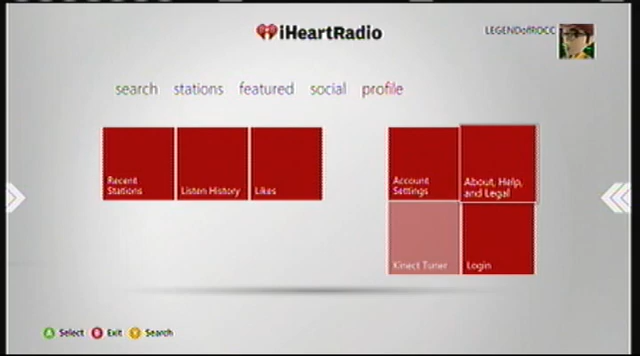 iHeartRadio
LEGENDofROCC
search stations featured social profile
Recent
Stations
Listen History
Likes
Account
Settings
About, Help,
and Legal
Kinect Tuner
Login
A Select B Exit Y Search